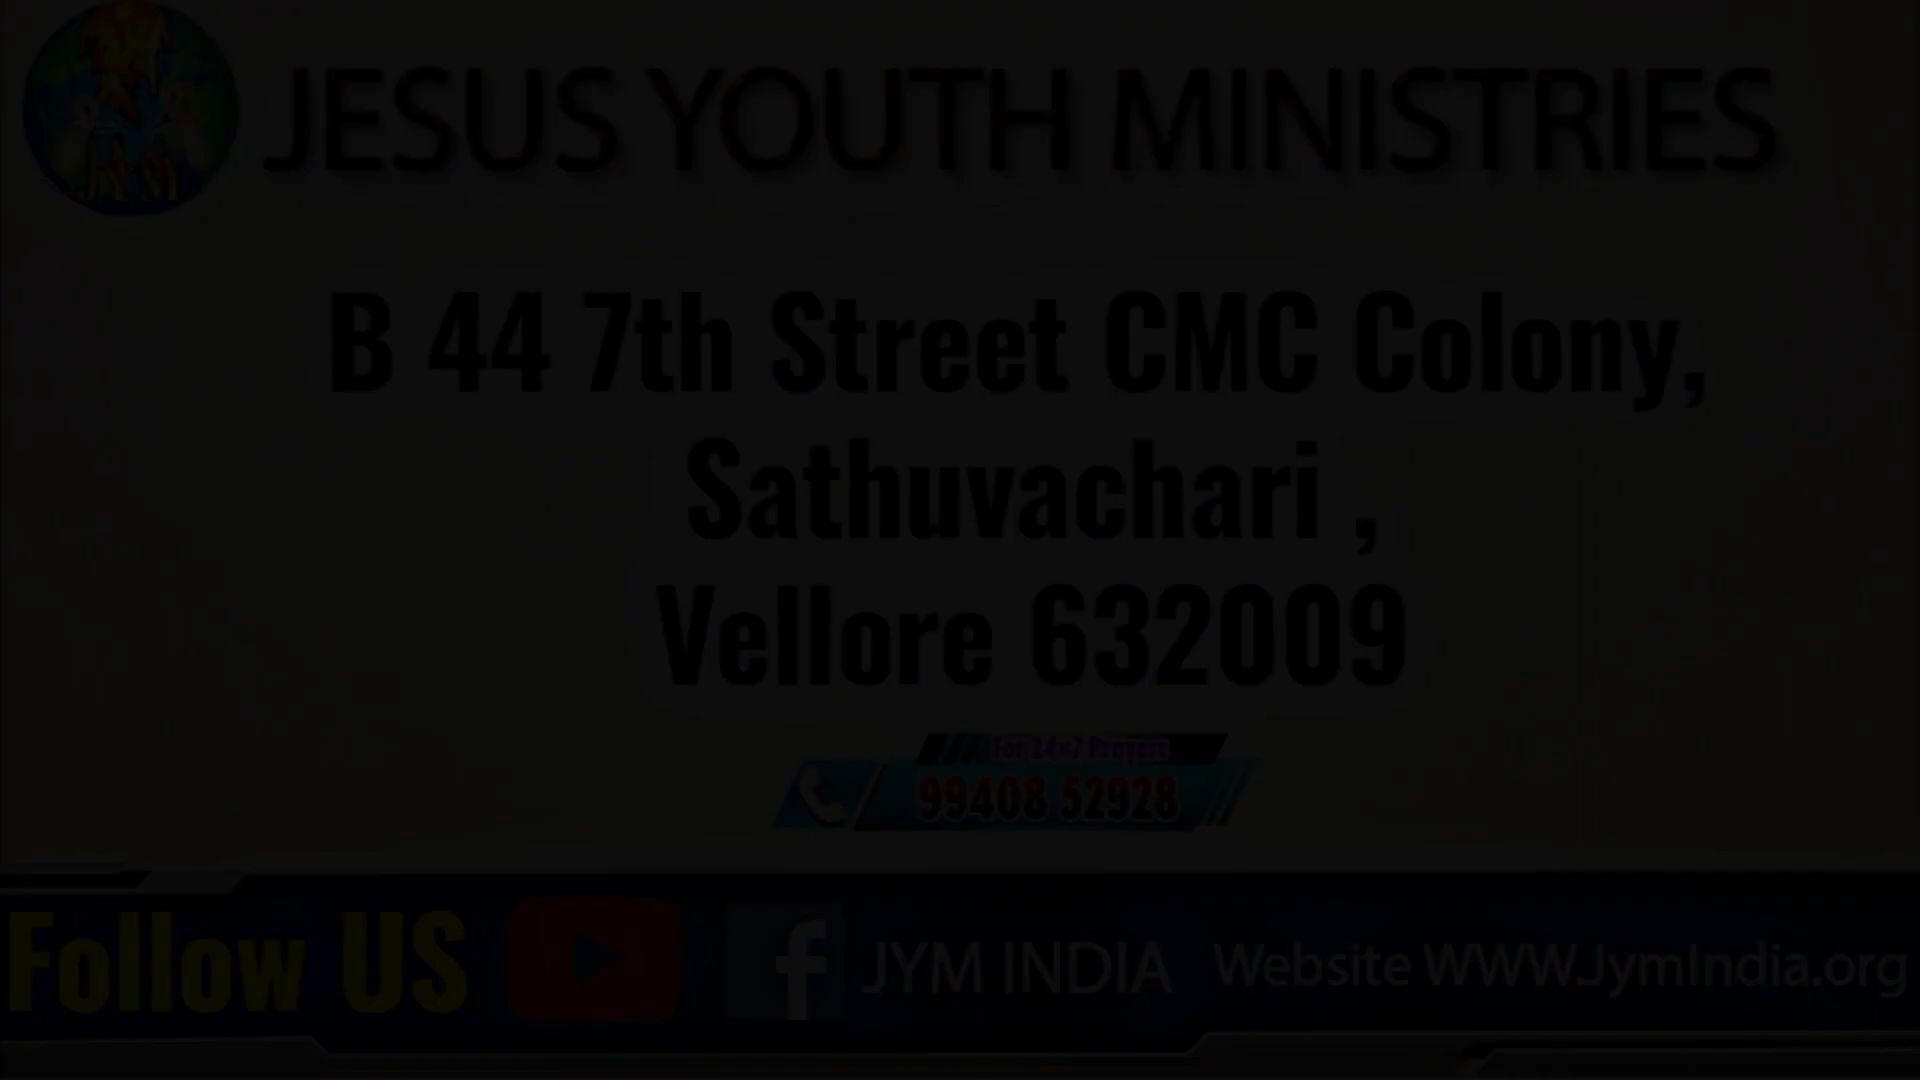 JESUS YOUTH MINISTRIES
B 44 7th Street CMC Colony,
Sathuvachari ,
Vellore 632009
For 24×7 Prayers
99408 52928
Follow US f JYM INDIA Website WWW.JymIndia.org
JYM